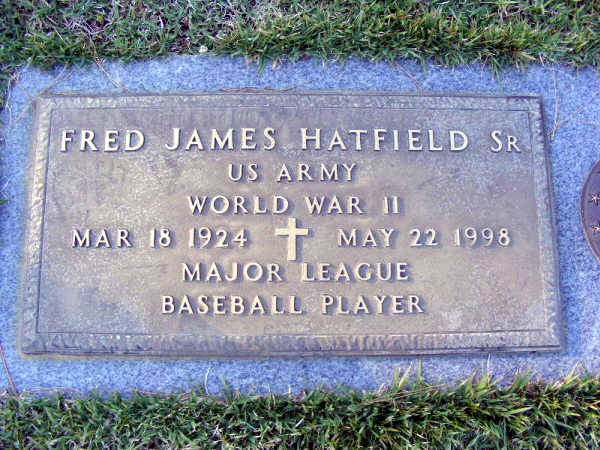 FRED JAMES HATFIELD SR
US ARMY
WORLD WAR II
MAR 18 1924 MAY 22 1998
MAJOR LEAGUE
BASEBALL PLAYER